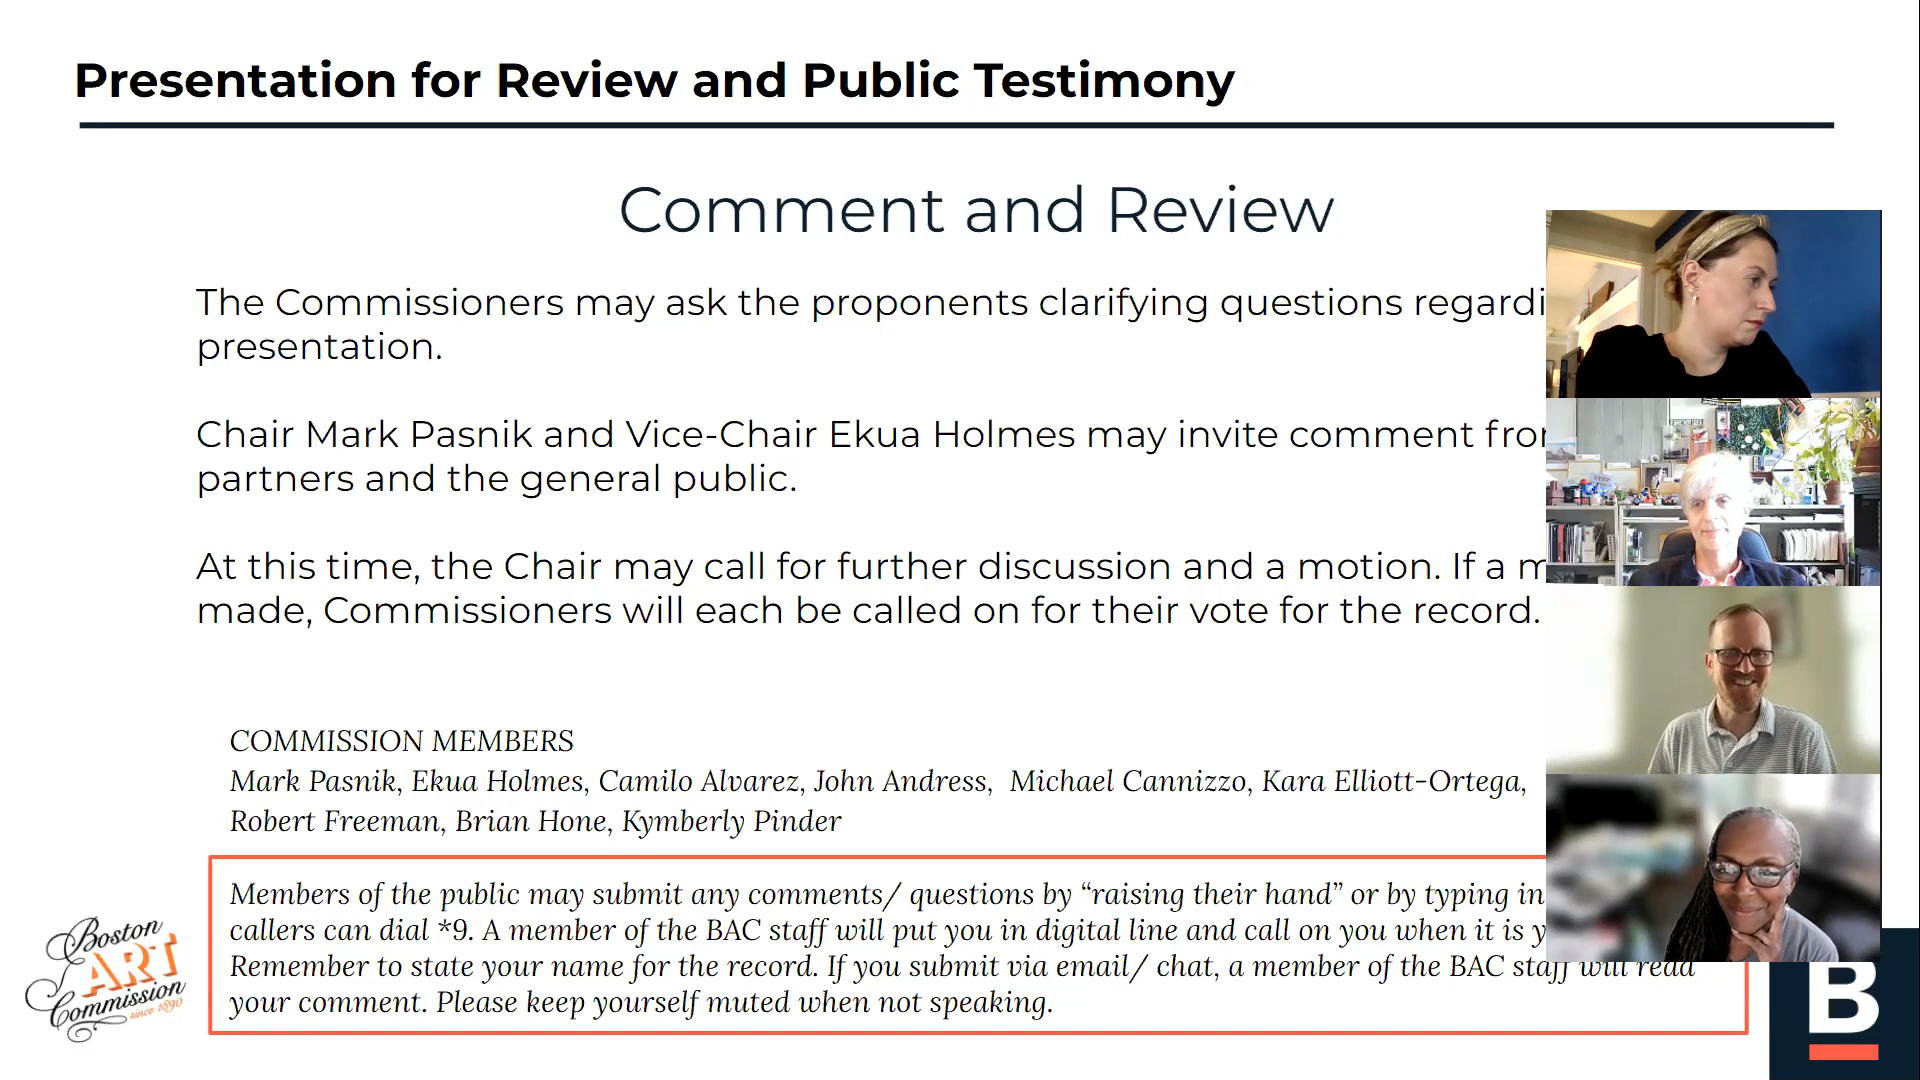 Presentation for Review and Public Testimony
Comment and Review
The Commissioners may ask the proponents clarifying questions
presentation.
Chair Mark Pasnik and Vice-Chair Ekua Holmes may invite comment
partners and the general public.
At this time, the Chair may call for further discussion and a motion. If a
made, Commissioners will each be called on for their vote for the record.
COMMISSION MEMBERS
Mark Pasnik, Ekua Holmes, Camilo Alvarez, John Andress, Michael Cannizzo, Kara Elliott-Ortega,
Robert Freeman, Brian Hone, Kymberly Pinder
Members of the public may submit any comments/ questions by “raising their hand” or by typing in
callers can dial *9. A member of the BAC staff will put you in digital line and call on you when it is
Remember to state your name for the record. If you submit via email/ chat, a member of the BAC staff will read
your comment. Please keep yourself muted when not speaking.
Boston
ART
Commission
since 1890
B